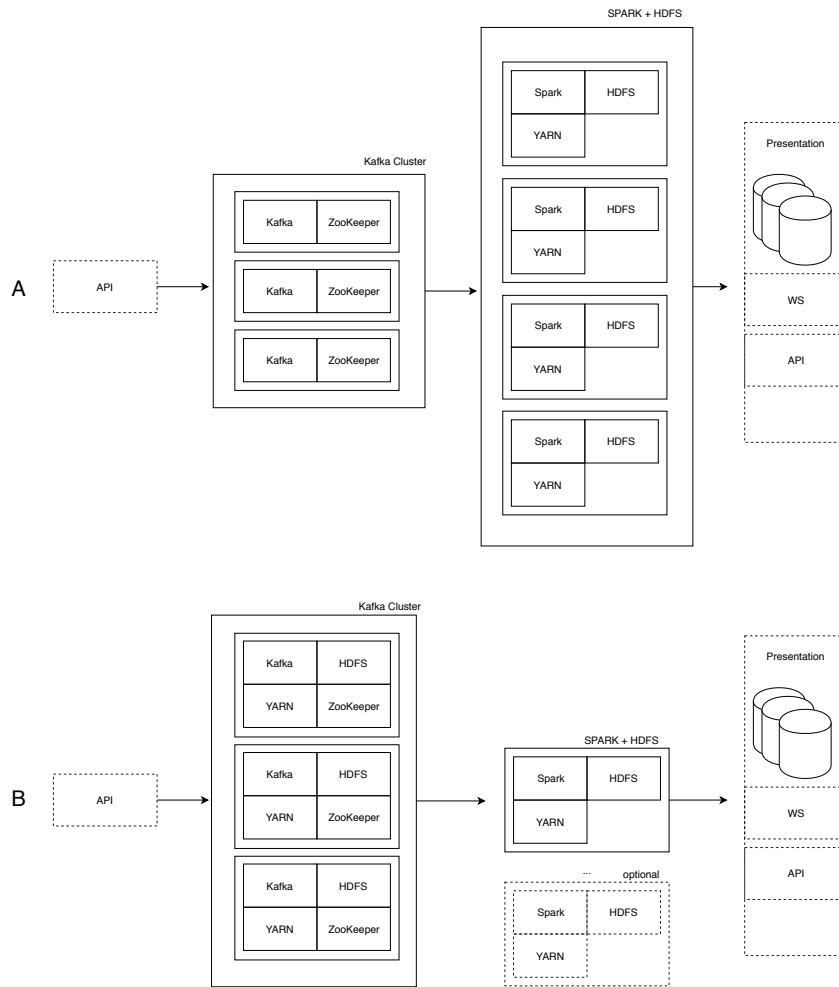 SPARK + HDFS
Spark HDFS
YARN
Presentation
Kafka Cluster
Spark HDFS
Kafka ZooKeeper
YARN
A
API
Kafka ZooKeeper
WS
Spark HDFS
Kafka ZooKeeper
YARN
API
Spark HDFS
YARN
Kafka Cluster
Kafka HDFS
YARN ZooKeeper
Presentation
SPARK + HDFS
Kafka HDFS
Spark HDFS
B
API
YARN ZooKeeper
YARN
WS
Kafka HDFS
... optional
API
YARN ZooKeeper
Spark HDFS
YARN